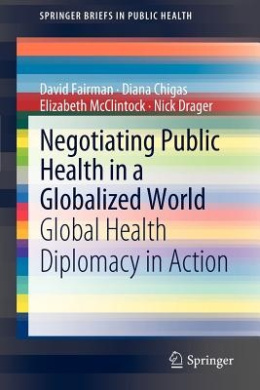 SPRINGER BRIEFS IN PUBLIC HEALTH
David Fairman · Diana Chigas
Elizabeth McClintock · Nick Drager
Negotiating Public
Health in a
Globalized World
Global Health
Diplomacy in Action
Springer